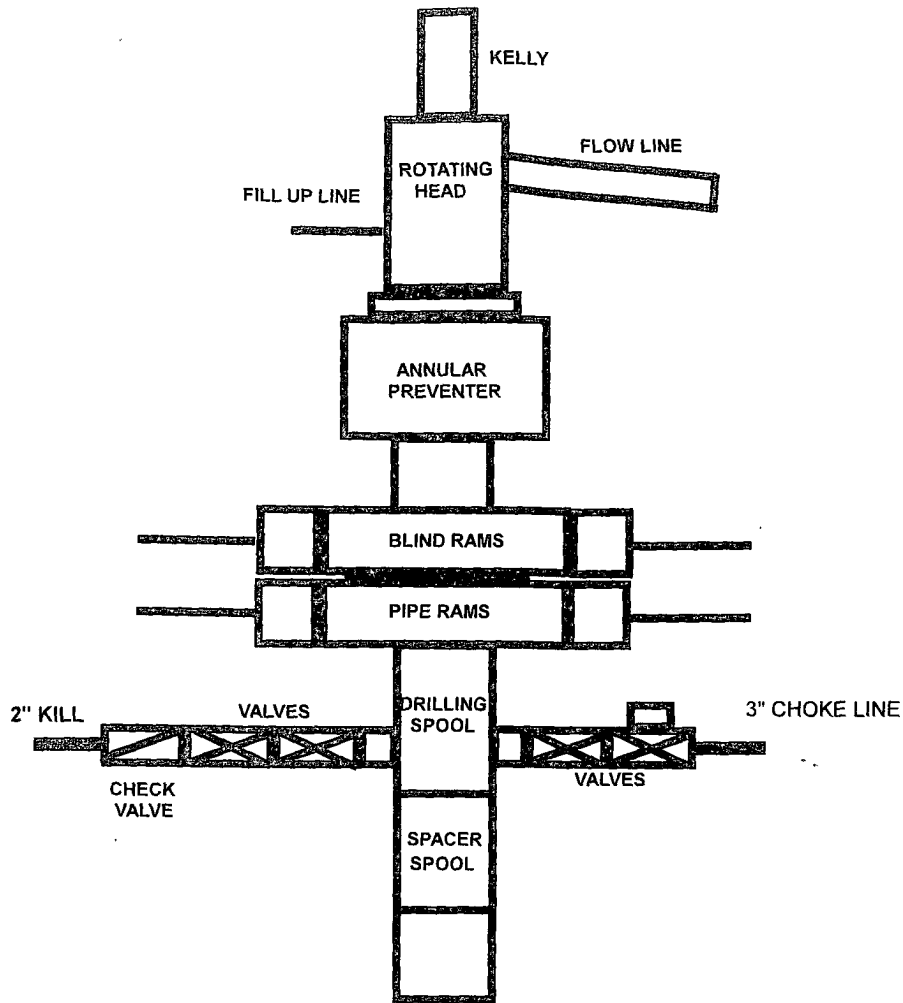 KELLY
FLOW LINE
ROTATING
HEAD
FILL UP LINE
ANNULAR
PREVENTER
BLIND RAMS
PIPE RAMS
2" KILL
VALVES
DRILLING
SPOOL
3" CHOKE LINE
CHECK
VALVE
VALVES
SPACER
SPOOL